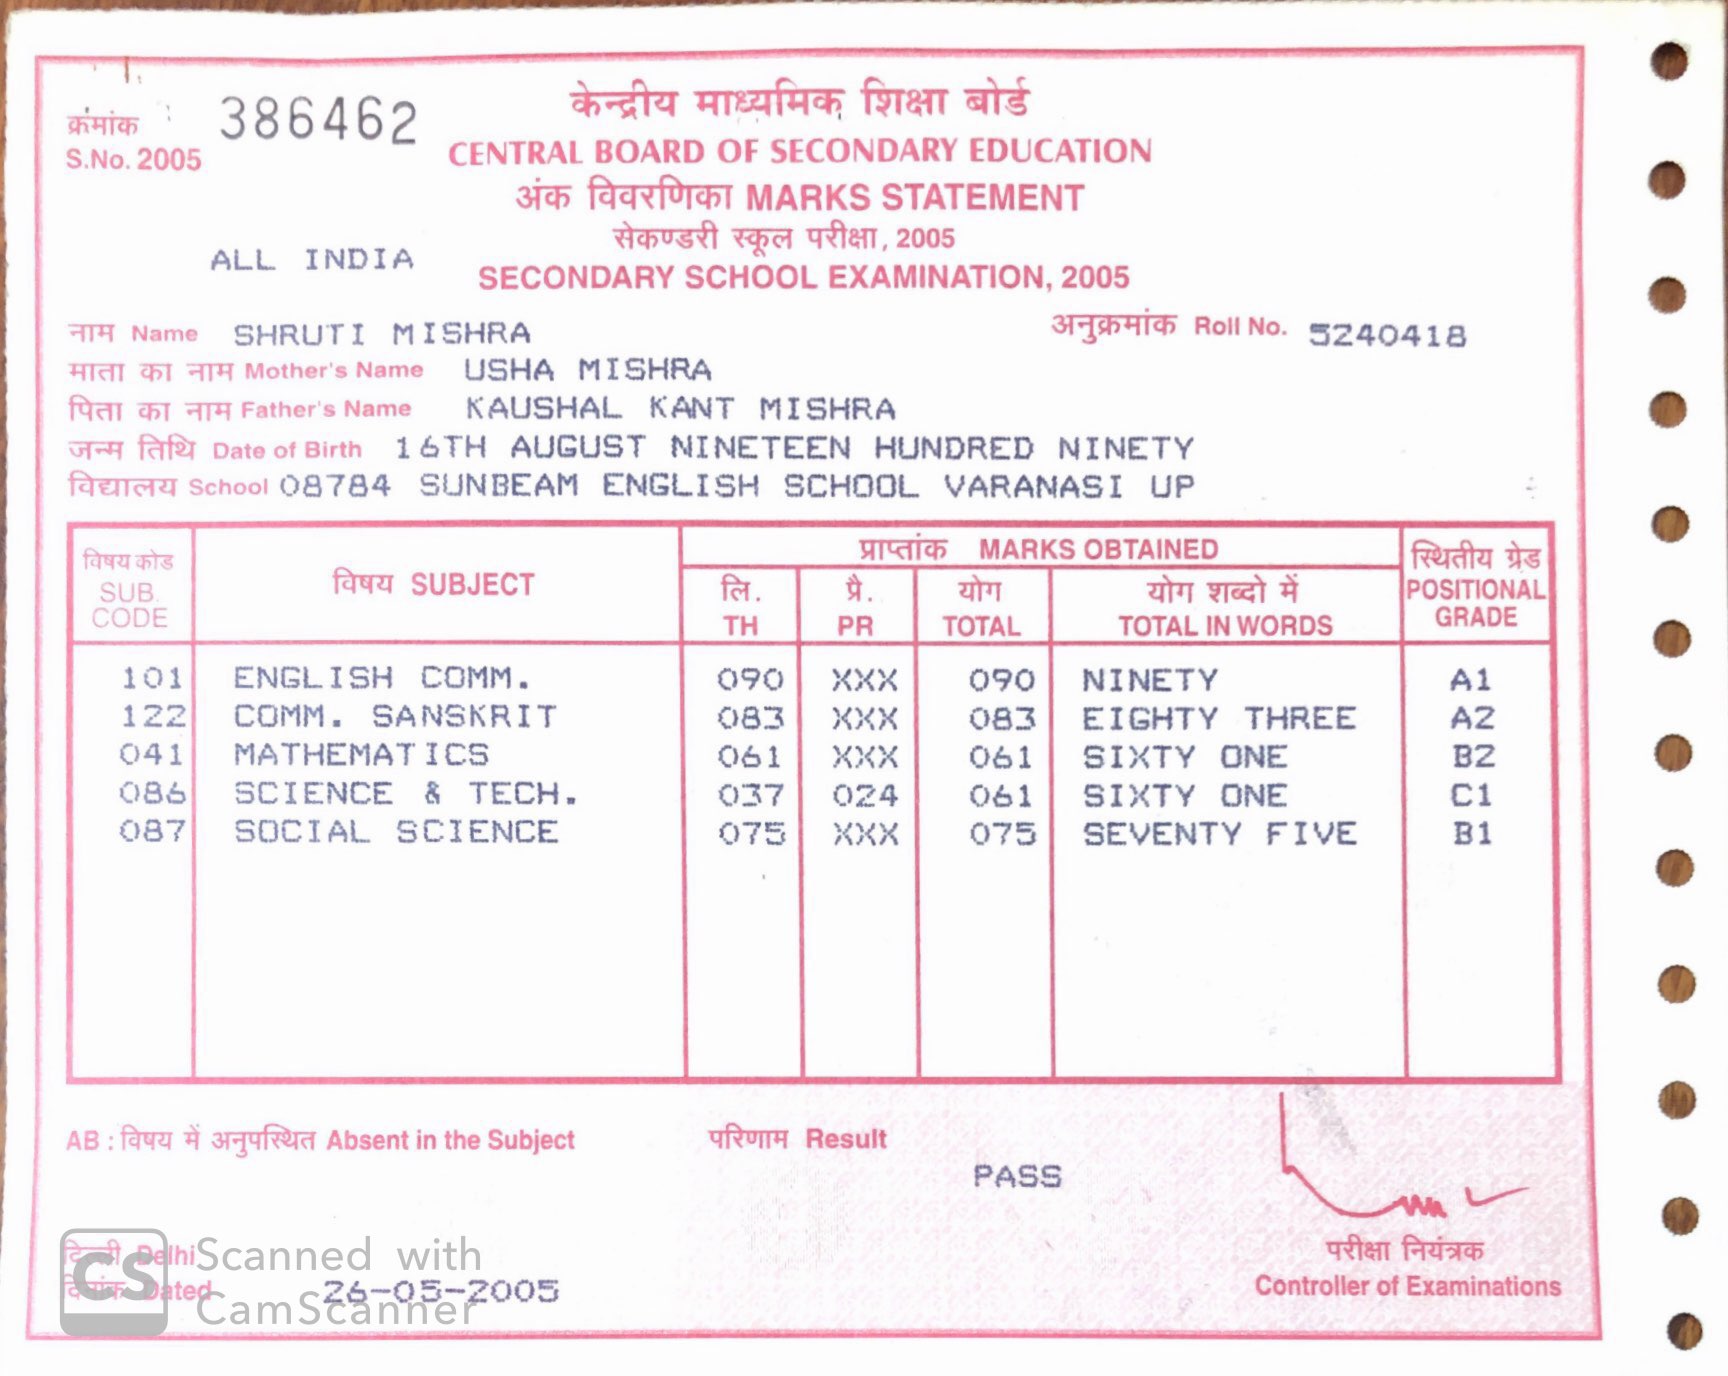 क्रमांक 386462
S.No. 2005
केन्द्रीय माध्यमिक शिक्षा बोर्ड
CENTRAL BOARD OF SECONDARY EDUCATION
अंक विवरणिका MARKS STATEMENT
सेकण्डरी स्कूल परीक्षा, 2005
ALL INDIA
SECONDARY SCHOOL EXAMINATION, 2005
नाम Name SHRUTI MISHRA अनुक्रमांक Roll No. 5240418
माता का नाम Mother's Name USHA MISHRA
पिता का नाम Father's Name KAUSHAL KANT MISHRA
जन्म तिथि Date of Birth 16TH AUGUST NINETEEN HUNDRED NINETY
विद्यालय School 08784 SUNBEAM ENGLISH SCHOOL VARANASI UP
विषय कोड SUB. CODE विषय SUBJECT प्राप्तांक MARKS OBTAINED स्थितीय ग्रेड POSITIONAL GRADE
लि. TH प्रै. PR योग TOTAL योग शब्दो में TOTAL IN WORDS
101 ENGLISH COMM. 090 XXX 090 NINETY A1
122 COMM. SANSKRIT 083 XXX 083 EIGHTY THREE A2
041 MATHEMATICS 061 XXX 061 SIXTY ONE B2
086 SCIENCE & TECH. 037 024 061 SIXTY ONE C1
087 SOCIAL SCIENCE 075 XXX 075 SEVENTY FIVE B1
AB : विषय में अनुपस्थित Absent in the Subject परिणाम Result
PASS
दिल्ली Delhi
दिनांक Dated 26-05-2005
CS Scanned with CamScanner
परीक्षा नियंत्रक
Controller of Examinations